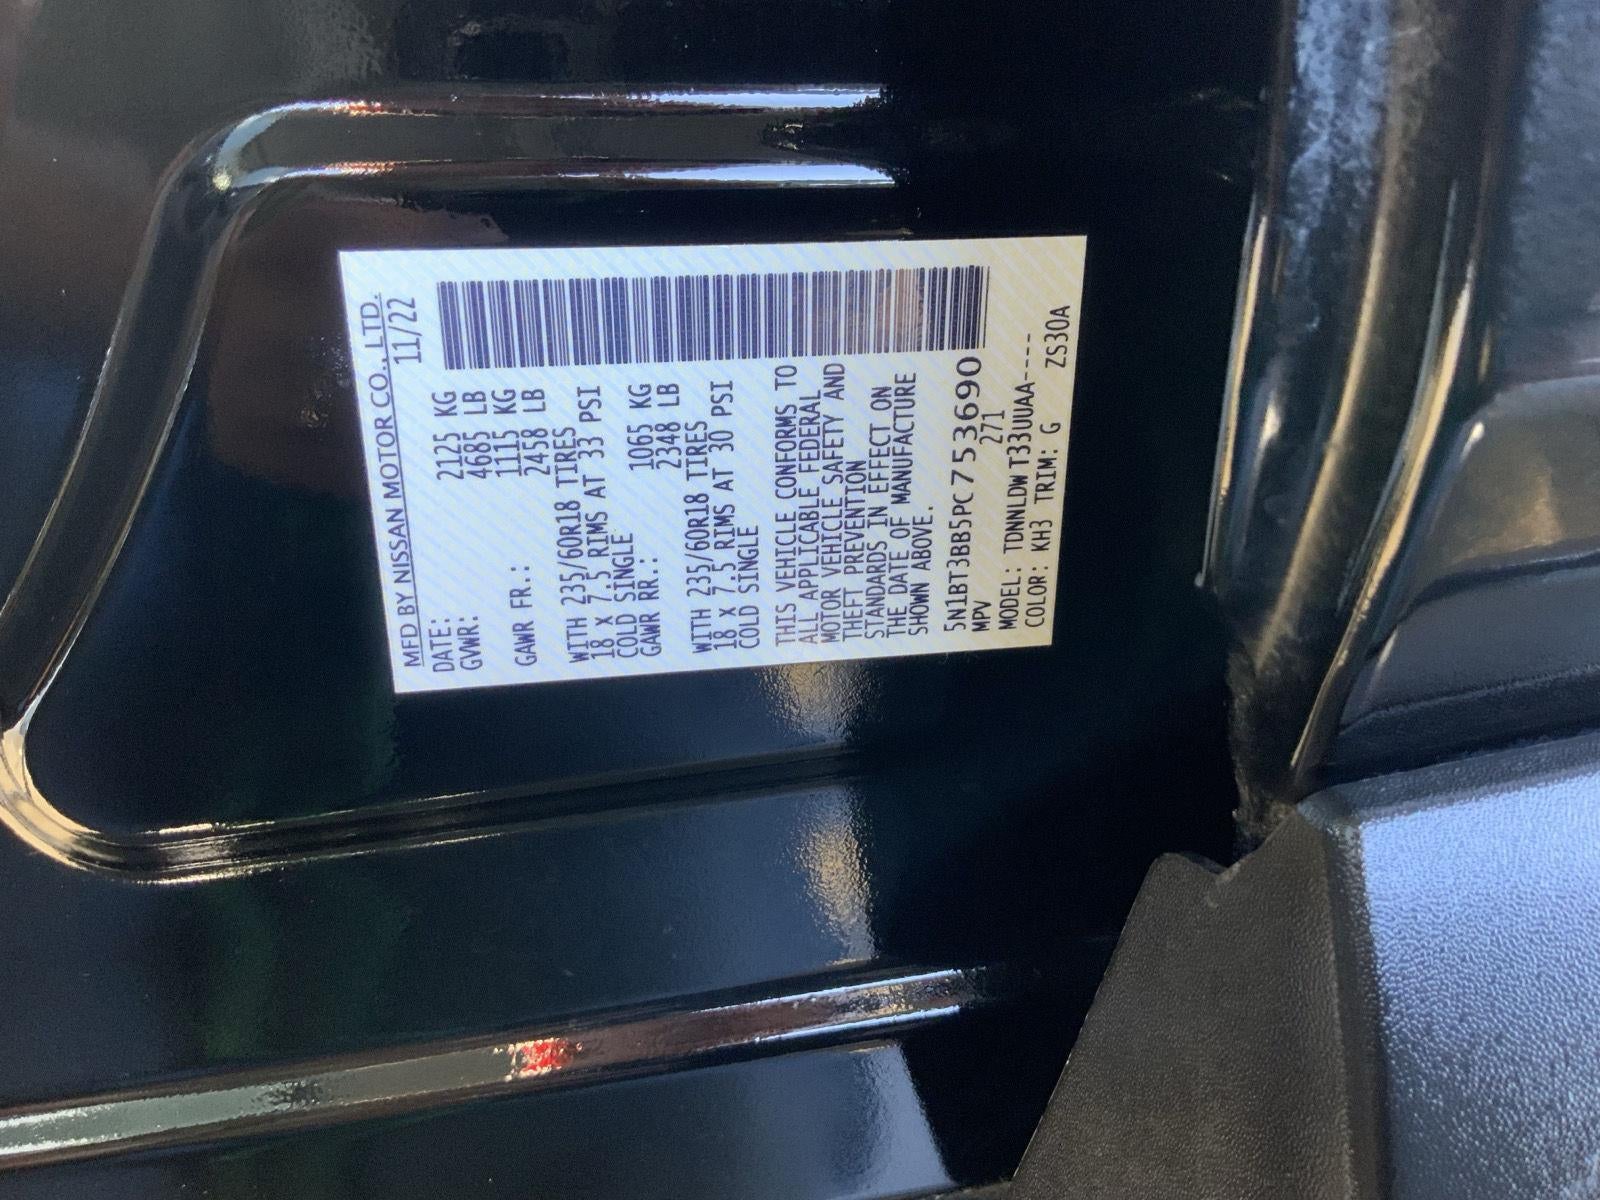 MFD BY NISSAN MOTOR CO., LTD.
DATE: 11/22
GVWR: 2125 KG
4685 LB
GAWR FR.: 1115 KG
2458 LB
WITH 235/60R18 TIRES
18 X 7.5 RIMS AT 33 PSI
COLD SINGLE
GAWR RR.: 1065 KG
2348 LB
WITH 235/60R18 TIRES
18 X 7.5 RIMS AT 30 PSI
COLD SINGLE
THIS VEHICLE CONFORMS TO
ALL APPLICABLE FEDERAL
MOTOR VEHICLE SAFETY AND
THEFT PREVENTION
STANDARDS IN EFFECT ON
THE DATE OF MANUFACTURE
SHOWN ABOVE.
5N1BT3BB5PC753690
MPV 271
MODEL: TDNNLDW T33UUAA----
COLOR: KH3 TRIM: G ZS30A